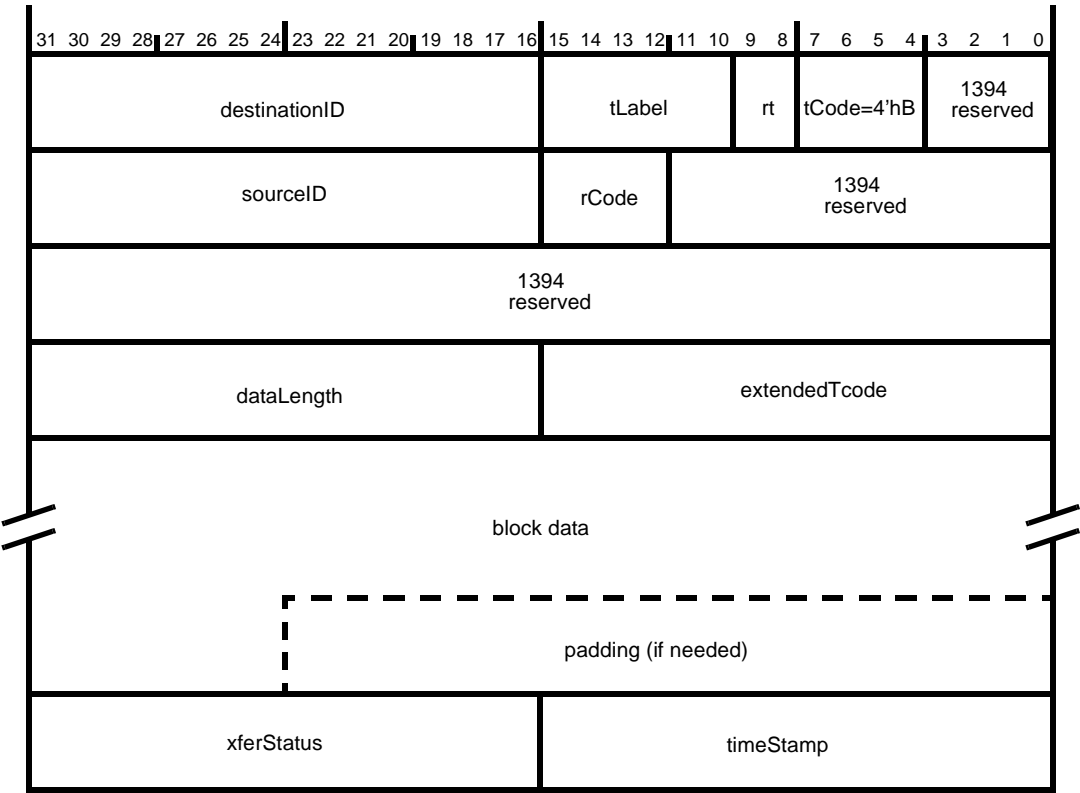 31 30 29 28 27 26 25 24 23 22 21 20 19 18 17 16 15 14 13 12 11 10 9 8 7 6 5 4 3 2 1 0
destinationID tLabel rt tCode=4'hB 1394
reserved
sourceID rCode 1394
reserved
1394
reserved
dataLength extendedTcode
block data
padding (if needed)
xferStatus timeStamp